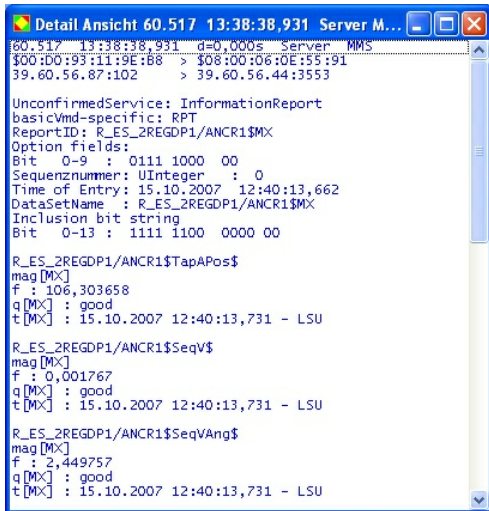 Detail Ansicht 60.517 13:38:38,931 Server M...
60.517 13:38:38,931 d=0,000s Server MMS
$00:D0:93:11:9E:B8 > $08:00:06:0E:55:91
39.60.56.87:102 > 39.60.56.44:3553
UnconfirmedService: InformationReport
basicVmd-specific: RPT
ReportID: R_ES_2REGDP1/ANCR1$MX
Option fields:
Bit 0-9 : 0111 1000 00
Sequenznummer: UInteger : 0
Time of Entry: 15.10.2007 12:40:13,662
DataSetName : R_ES_2REGDP1/ANCR1$MX
Inclusion bit string
Bit 0-13 : 1111 1100 0000 00
R_ES_2REGDP1/ANCR1$TapAPos$
mag[MX]
f : 106,303658
q[MX] : good
t[MX] : 15.10.2007 12:40:13,731 - LSU
R_ES_2REGDP1/ANCR1$SeqV$
mag[MX]
f : 0,001767
q[MX] : good
t[MX] : 15.10.2007 12:40:13,731 - LSU
R_ES_2REGDP1/ANCR1$SeqVAng$
mag[MX]
f : 2,449757
q[MX] : good
t[MX] : 15.10.2007 12:40:13,731 - LSU